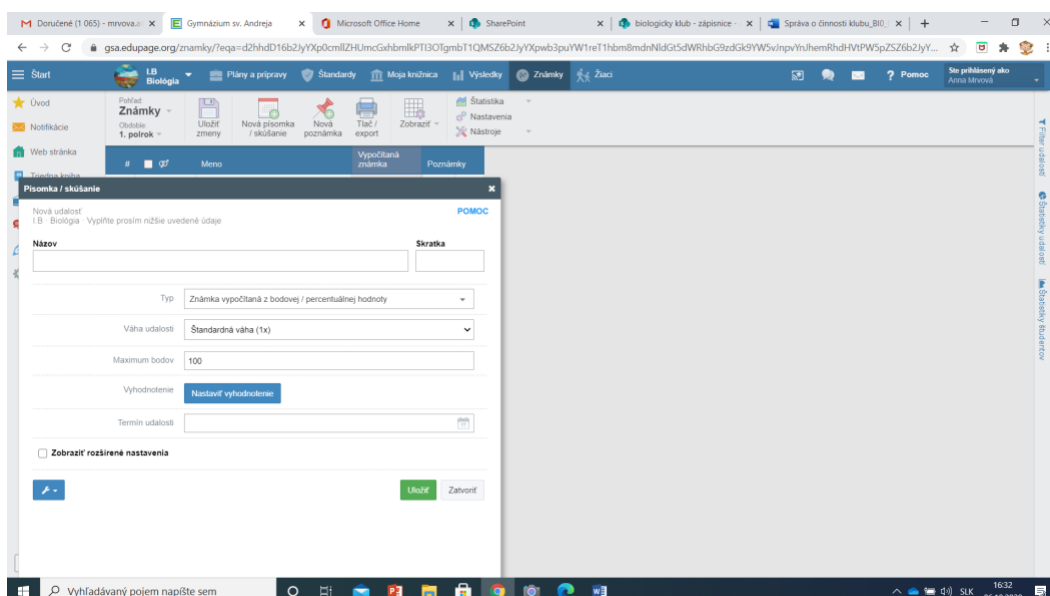 Doručené (1 065) - mrvova.a
Gymnázium sv. Andreja
Microsoft Office Home
SharePoint
biologicky klub - zápisnice -
Správa o činnosti klubu_BIO_
Štart
I.B
Biológia
Plány a prípravy
Štandardy
Moja knižnica
Výsledky
Známky
Žiaci
? Pomoc
Ste prihlásený ako
Anna Mrvová
Úvod
Notifikácie
Web stránka
Triedna kniha
Pohľad:
Známky
Obdobie:
1. polrok
Uložiť
zmeny
Nová písomka
/ skúšanie
Nová
poznámka
Tlač /
export
Zobraziť
Štatistika
Nastavenia
Nástroje
#
Meno
Vypočítaná
známka
Poznámky
Filter udalostí
Štatistiky udalostí
Štatistiky študentov
Písomka / skúšanie
Nová udalosť
POMOC
I.B · Biológia · Vyplňte prosím nižšie uvedené údaje
Názov
Skratka
Typ
Známka vypočítaná z bodovej / percentuálnej hodnoty
Váha udalosti
Štandardná váha (1x)
Maximum bodov
100
Vyhodnotenie
Nastaviť vyhodnotenie
Termín udalosti
Zobraziť rozšírené nastavenia
Uložiť
Zatvoriť
Vyhľadávaný pojem napíšte sem
SLK
16:32